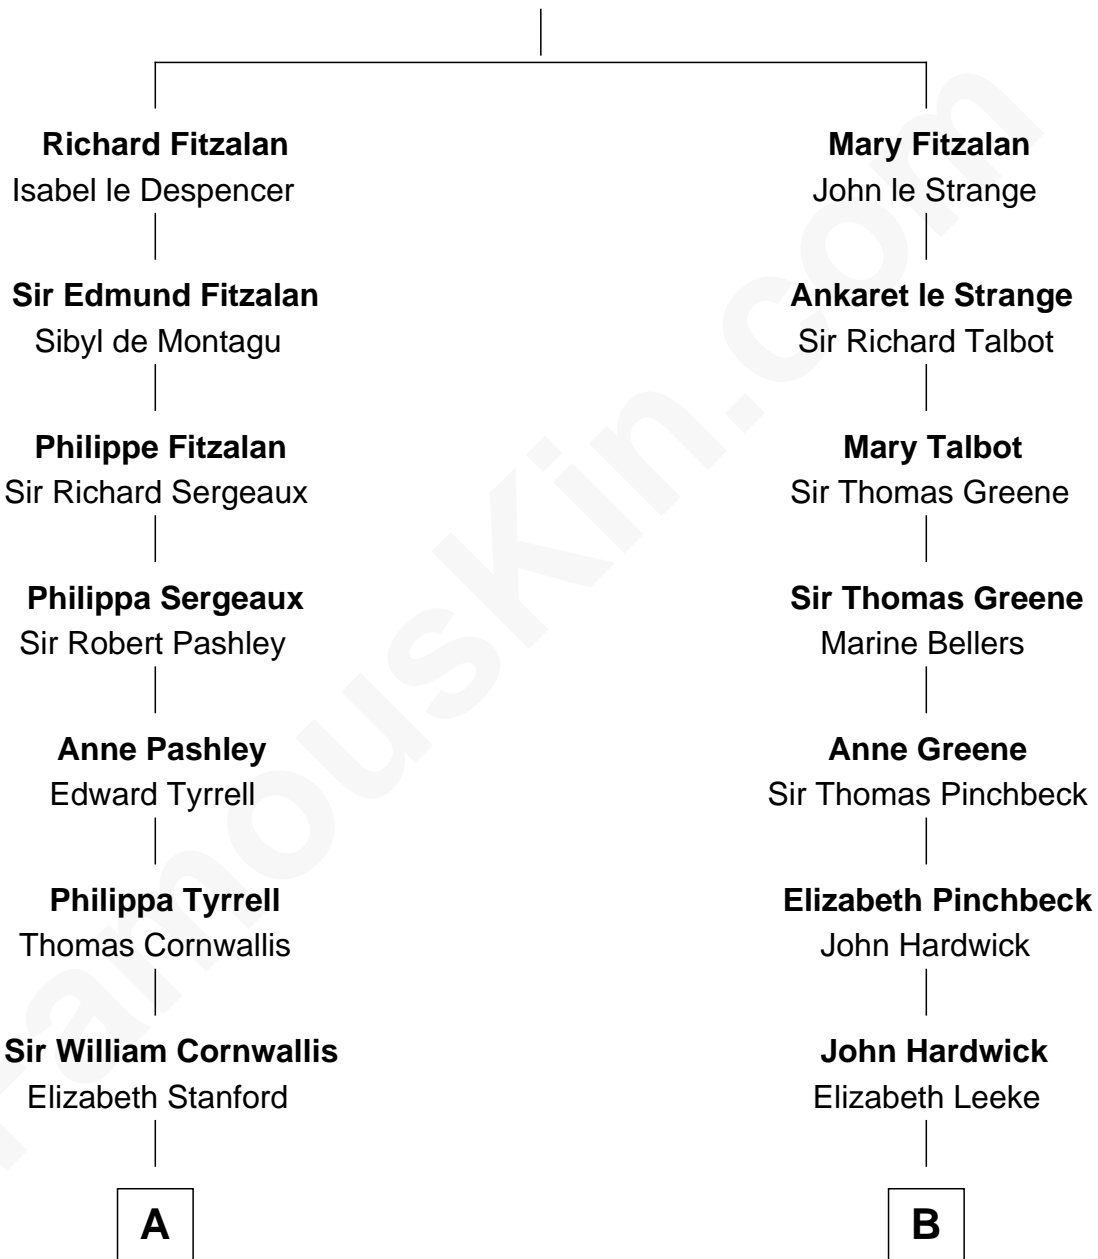 Richard Fitzalan
Isabel le Despencer
Mary Fitzalan
John le Strange
Sir Edmund Fitzalan
Sibyl de Montagu
Ankaret le Strange
Sir Richard Talbot
Philippe Fitzalan
Sir Richard Sergeaux
Mary Talbot
Sir Thomas Greene
Philippa Sergeaux
Sir Robert Pashley
Sir Thomas Greene
Marine Bellers
Anne Pashley
Edward Tyrrell
Anne Greene
Sir Thomas Pinchbeck
Philippa Tyrrell
Thomas Cornwallis
Elizabeth Pinchbeck
John Hardwick
Sir William Cornwallis
Elizabeth Stanford
John Hardwick
Elizabeth Leeke
A
B
FamousKin.com